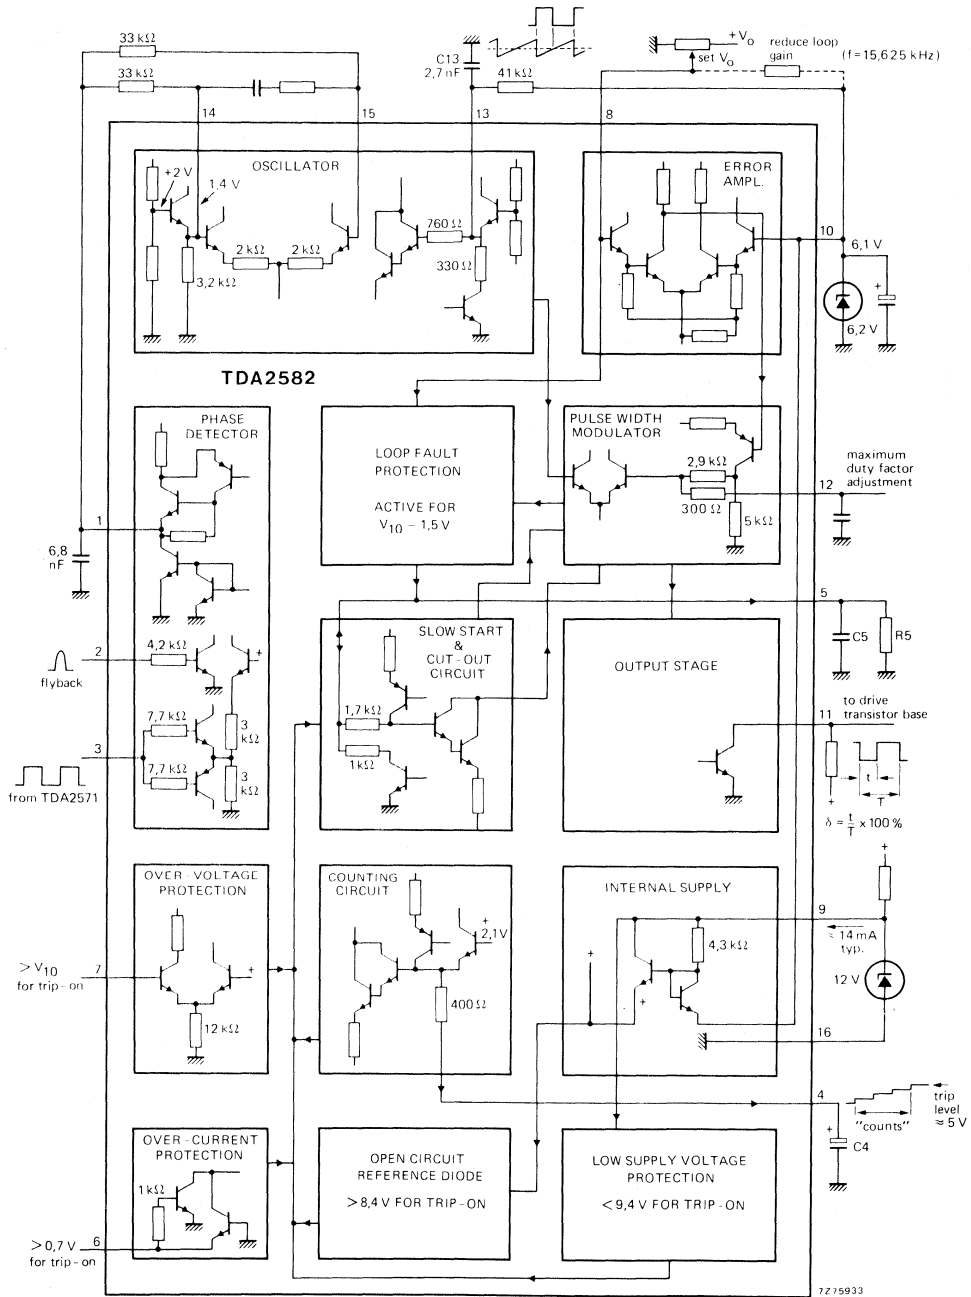 33 kΩ
33 kΩ
C13
2,7 nF
41 kΩ
+V₀
set V₀
reduce loop
gain
(f=15,625 kHz)
14
15
13
8
OSCILLATOR
+2 V
1,4 V
2 kΩ
2 kΩ
3,2 kΩ
760 Ω
330 Ω
ERROR
AMPL.
10
6,1 V
+
6,2 V
TDA2582
PHASE
DETECTOR
1
6,8
nF
2
4,2 kΩ
+
flyback
7,7 kΩ
3
kΩ
3
7,7 kΩ
3
kΩ
from TDA2571
LOOP FAULT
PROTECTION
ACTIVE FOR
V₁₀ – 1,5 V
PULSE WIDTH
MODULATOR
2,9 kΩ
300 Ω
5 kΩ
maximum
duty factor
adjustment
12
5
C5
R5
SLOW START
&
CUT-OUT
CIRCUIT
1,7 kΩ
1 kΩ
OUTPUT STAGE
to drive
transistor base
11
+
t
T
δ = t/T x 100 %
OVER-VOLTAGE
PROTECTION
> V₁₀
for trip-on
7
+
12 kΩ
COUNTING
CIRCUIT
+
2,1V
400 Ω
INTERNAL SUPPLY
4,3 kΩ
+
+
+
9
≈ 14 mA
typ.
12 V
16
4
+
C4
trip
level
≈ 5 V
"counts"
OVER-CURRENT
PROTECTION
1 kΩ
> 0,7 V
for trip-on
6
OPEN CIRCUIT
REFERENCE DIODE
> 8,4 V FOR TRIP-ON
LOW SUPPLY VOLTAGE
PROTECTION
< 9,4 V FOR TRIP-ON
7Z75933